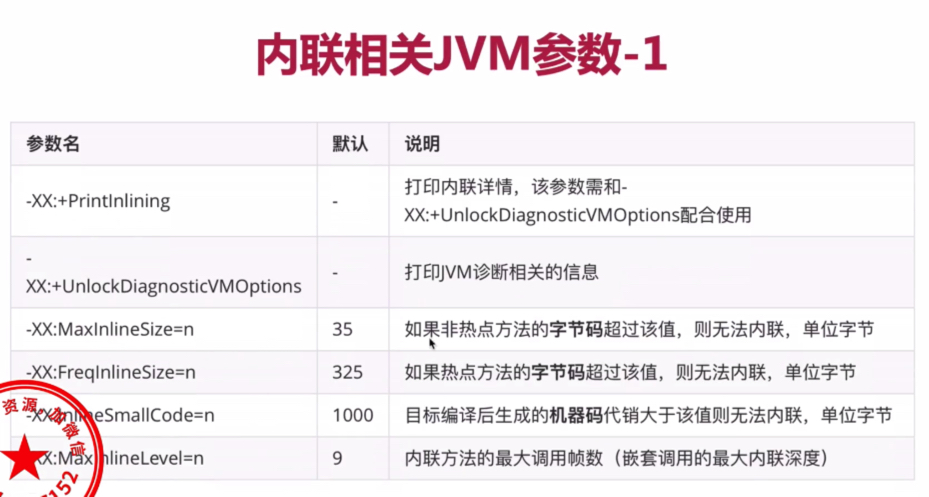 内联相关JVM参数-1
参数名 默认 说明
打印内联详情，该参数需和-
-XX:+PrintInlining -
XX:+UnlockDiagnosticVMOptions配合使用
-
XX:+UnlockDiagnosticVMOptions - 打印JVM诊断相关的信息
-XX:MaxInlineSize=n 35 如果非热点方法的字节码超过该值，则无法内联，单位字节
-XX:FreqInlineSize=n 325 如果热点方法的字节码超过该值，则无法内联，单位字节
-XX:InlineSmallCode=n 1000 目标编译后生成的机器码代销大于该值则无法内联，单位字节
XX:MaxInlineLevel=n 9 内联方法的最大调用帧数（嵌套调用的最大内联深度）
资源，加微信
152